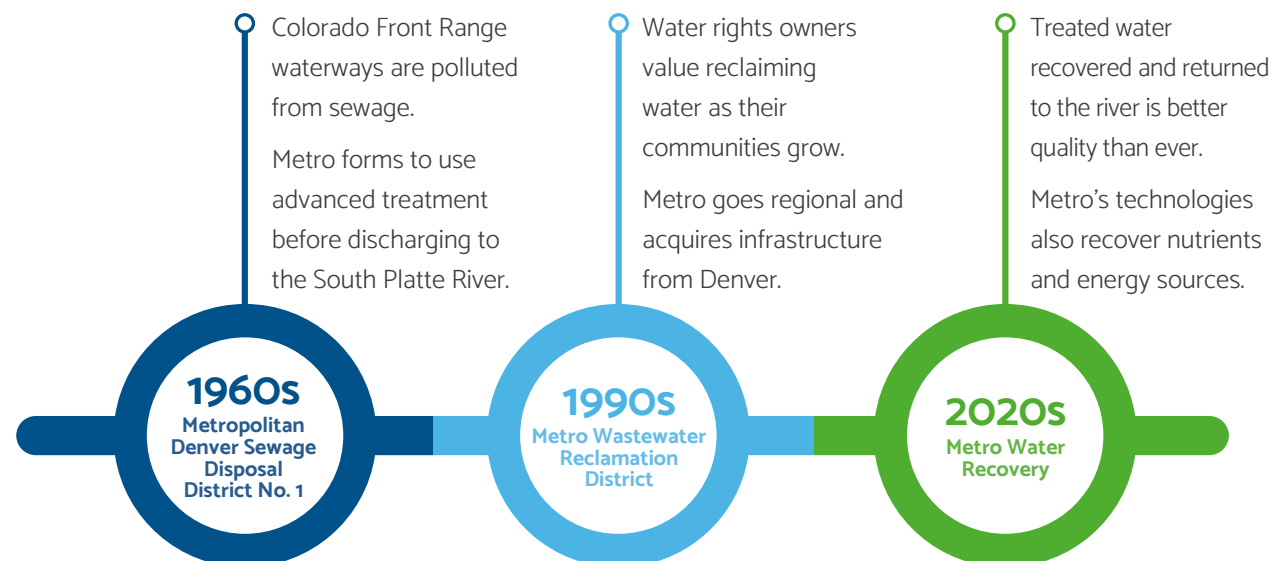 Colorado Front Range
waterways are polluted
from sewage.
Metro forms to use
advanced treatment
before discharging to
the South Platte River.
1960s
Metropolitan
Denver Sewage
Disposal
District No. 1
Water rights owners
value reclaiming
water as their
communities grow.
Metro goes regional and
acquires infrastructure
from Denver.
1990s
Metro Wastewater
Reclamation
District
Treated water
recovered and returned
to the river is better
quality than ever.
Metro's technologies
also recover nutrients
and energy sources.
2020s
Metro Water
Recovery